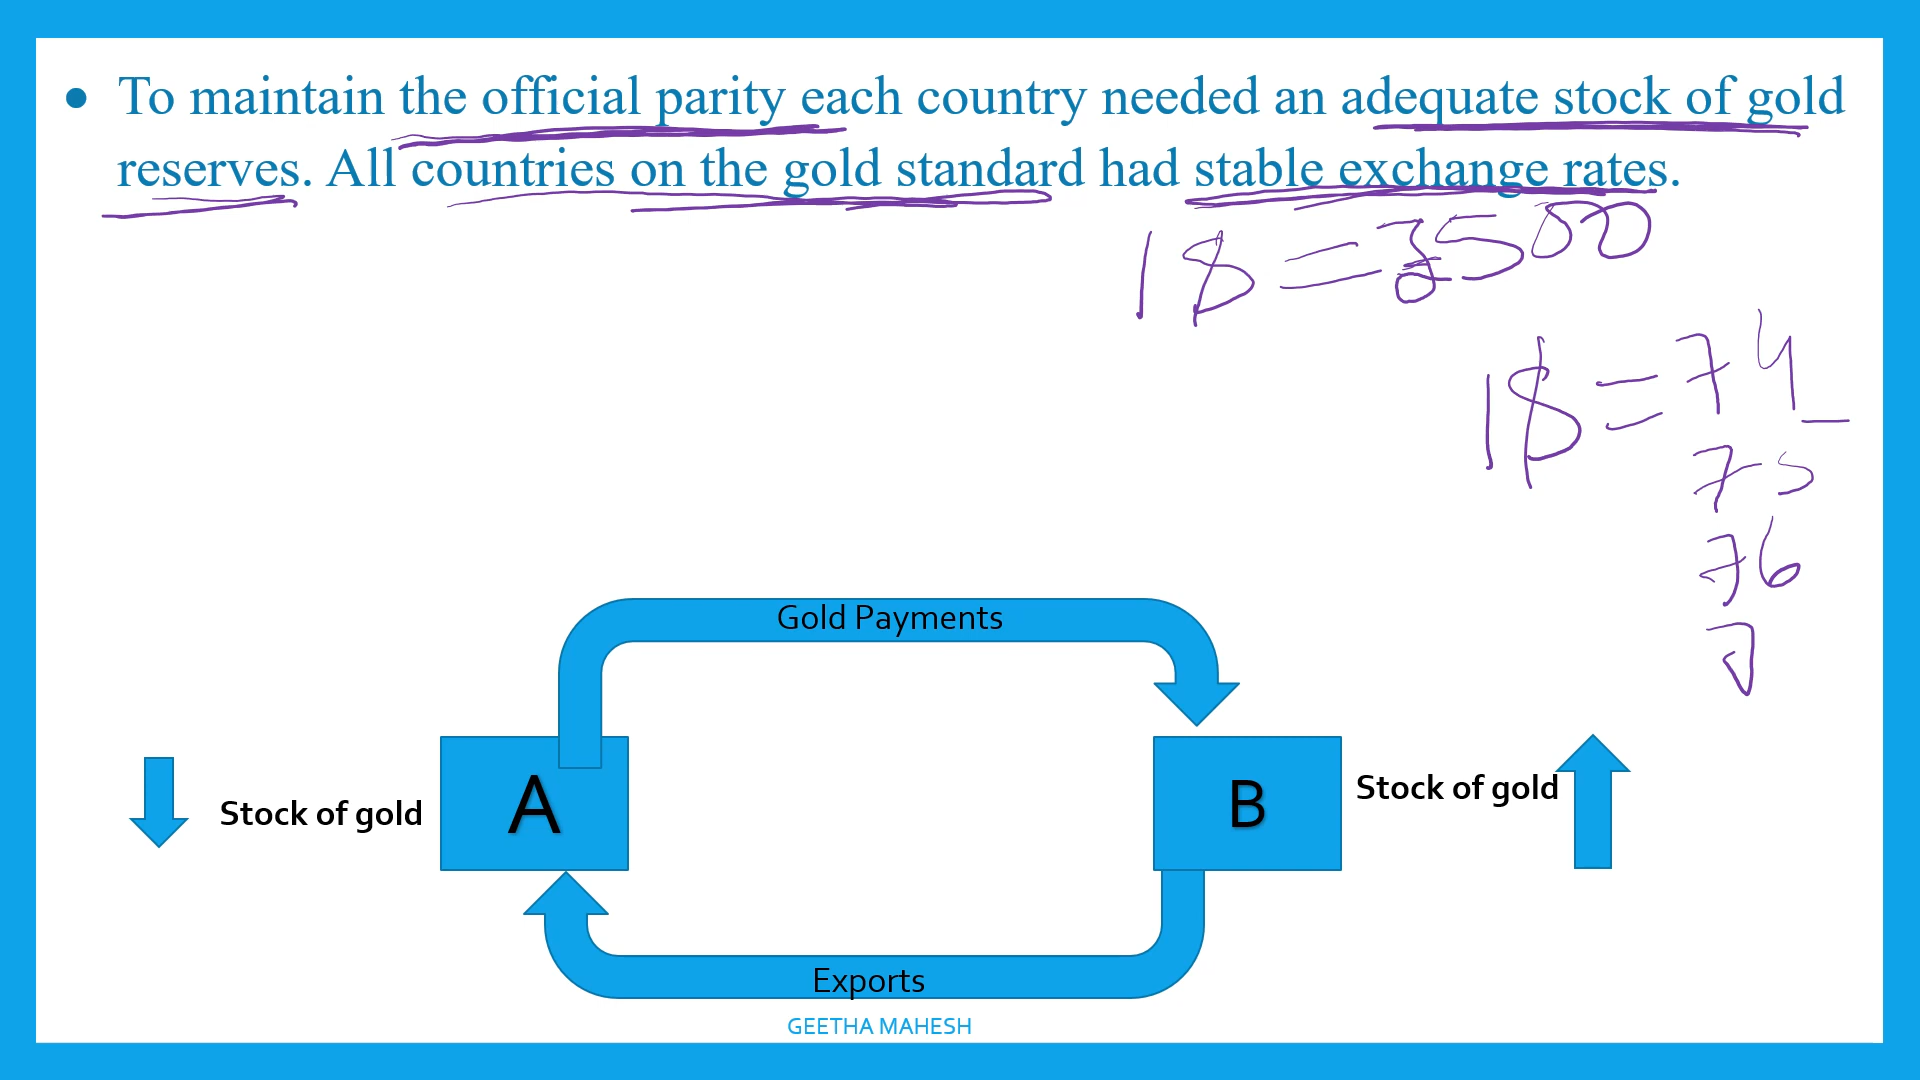 • To maintain the official parity each country needed an adequate stock of gold
reserves. All countries on the gold standard had stable exchange rates.
1$ =
1$ = 74
75
76
Gold Payments
Stock of gold
A
B
Stock of gold
Exports
GEETHA MAHESH